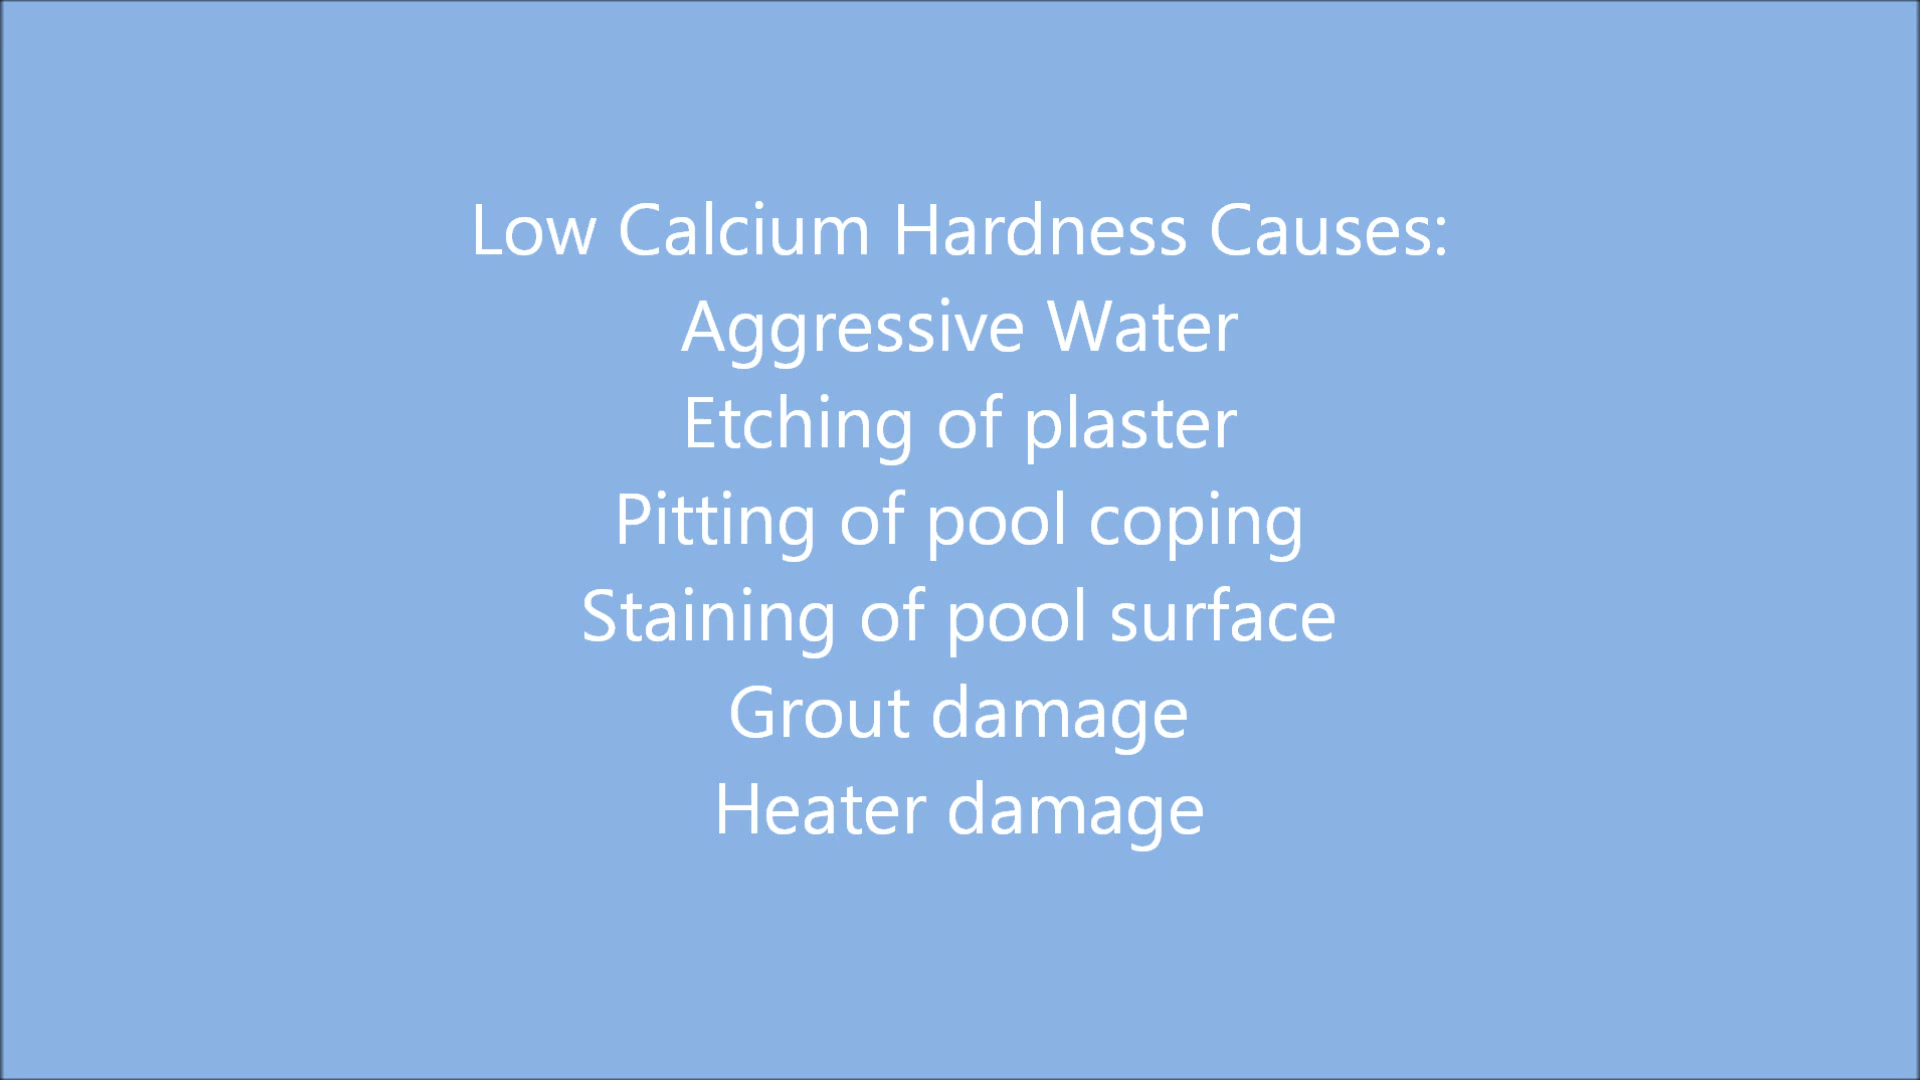 Low Calcium Hardness Causes:
Aggressive Water
Etching of plaster
Pitting of pool coping
Staining of pool surface
Grout damage
Heater damage